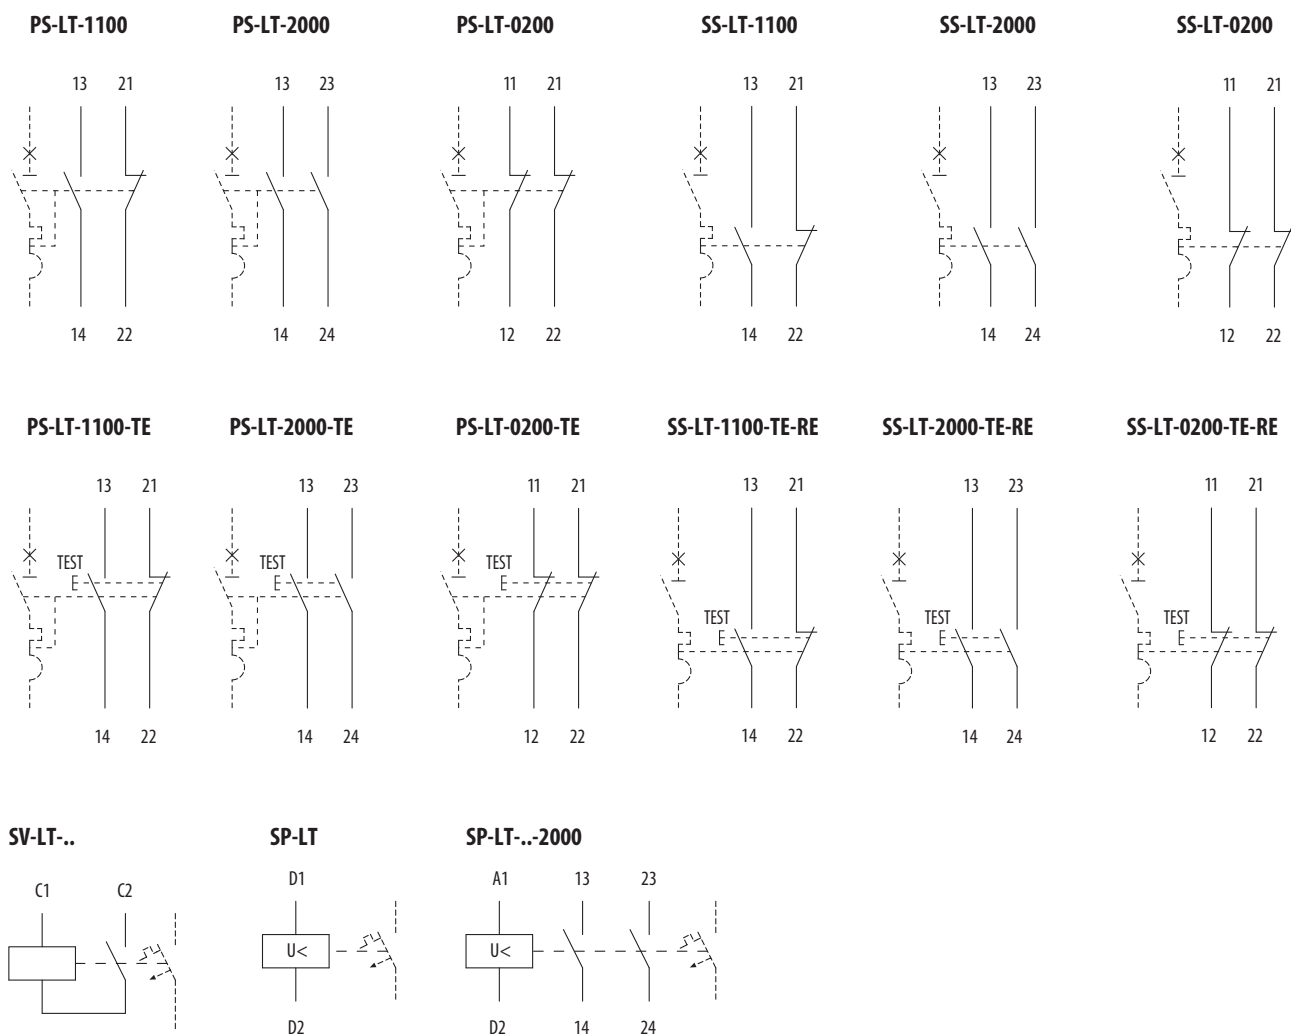 PS-LT-1100 PS-LT-2000 PS-LT-0200 SS-LT-1100 SS-LT-2000 SS-LT-0200
13 21 13 23 11 21 13 21 13 23 11 21
14 22 14 24 12 22 14 22 14 24 12 22
PS-LT-1100-TE PS-LT-2000-TE PS-LT-0200-TE SS-LT-1100-TE-RE SS-LT-2000-TE-RE SS-LT-0200-TE-RE
13 21 13 23 11 21 13 21 13 23 11 21
TEST TEST TEST
TEST TEST TEST
14 22 14 24 12 22 14 22 14 24 12 22
SV-LT-.. SP-LT SP-LT-..-2000
C1 C2 D1 A1 13 23
U< U<
D2 D2 14 24